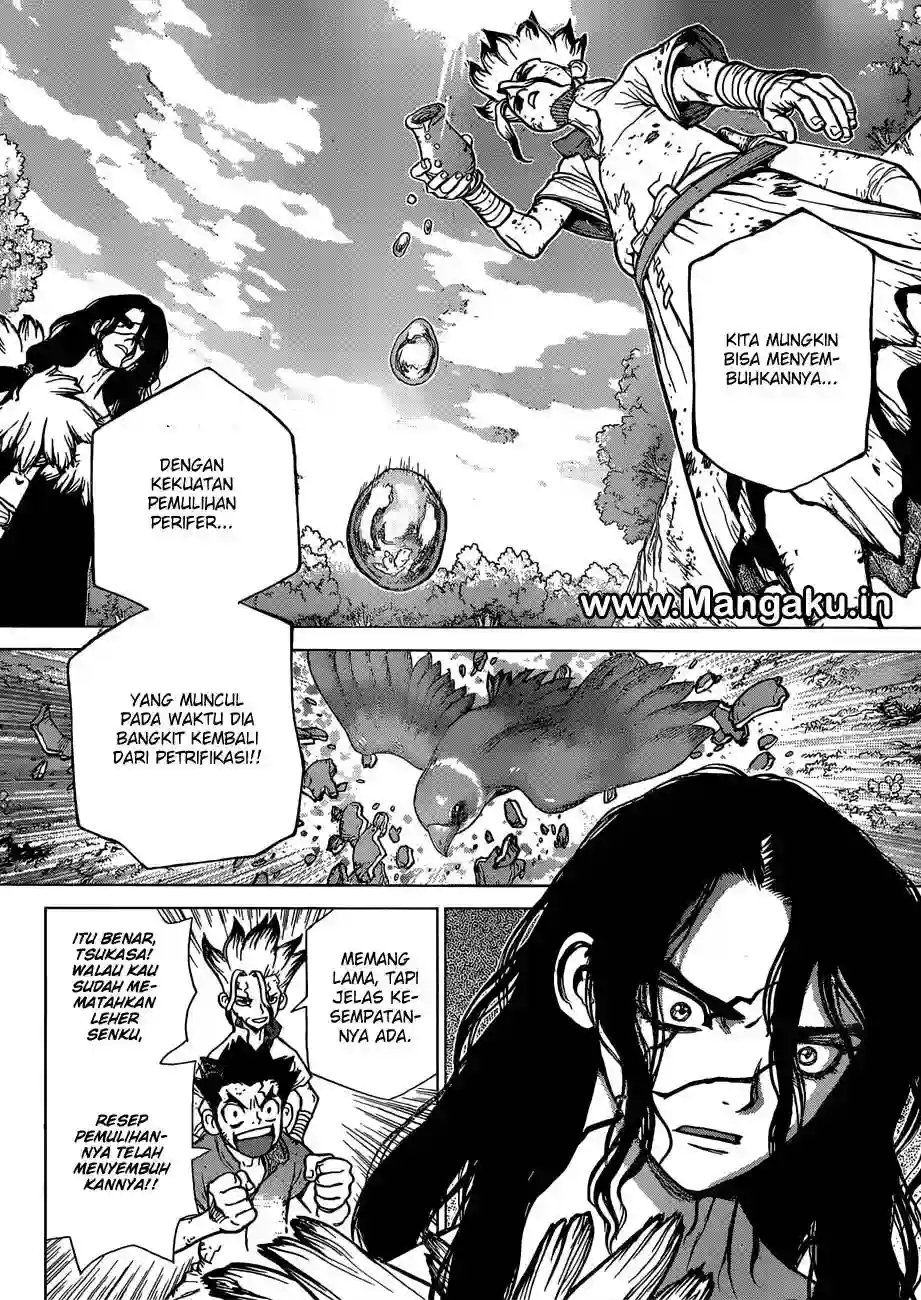 KITA MUNGKIN
BISA MENYEM-
BUHKANNYA...
DENGAN
KEKUATAN
PEMULIHAN
PERIFER...
www.Mangaku.in
YANG MUNCUL
PADA WAKTU DIA
BANGKIT KEMBALI
DARI PETRIFIKASI!!
MEMANG
LAMA, TAPI
JELAS KE-
SEMPATAN-
NYA ADA.
ITU BENAR,
TSUKASA!
WALAU KAU
SUDAH ME-
MATAHKAN
LEHER
SENKU,
RESEP
PEMULIHAN-
NYA TELAH
MENYEMBUH
KANNYA!!